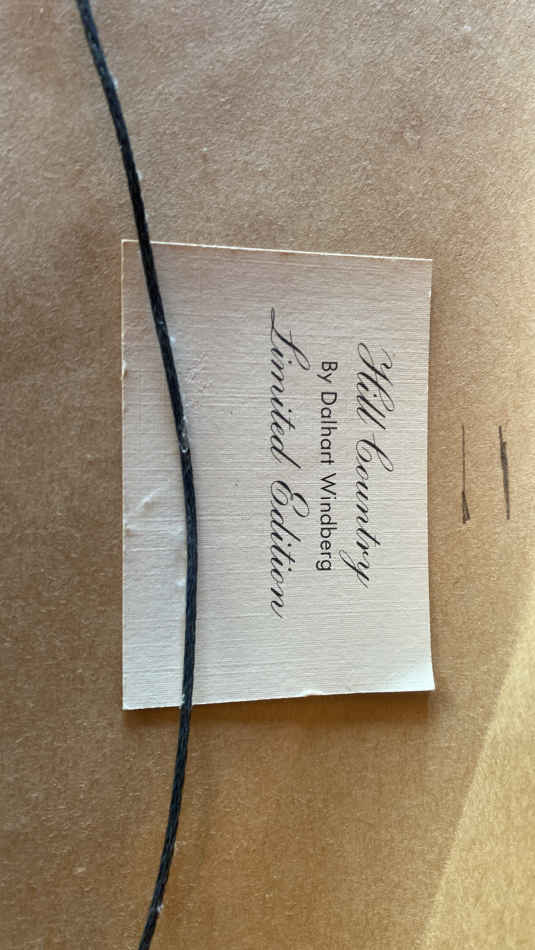 Hill Country
By Dalhart Windberg
Limited Edition